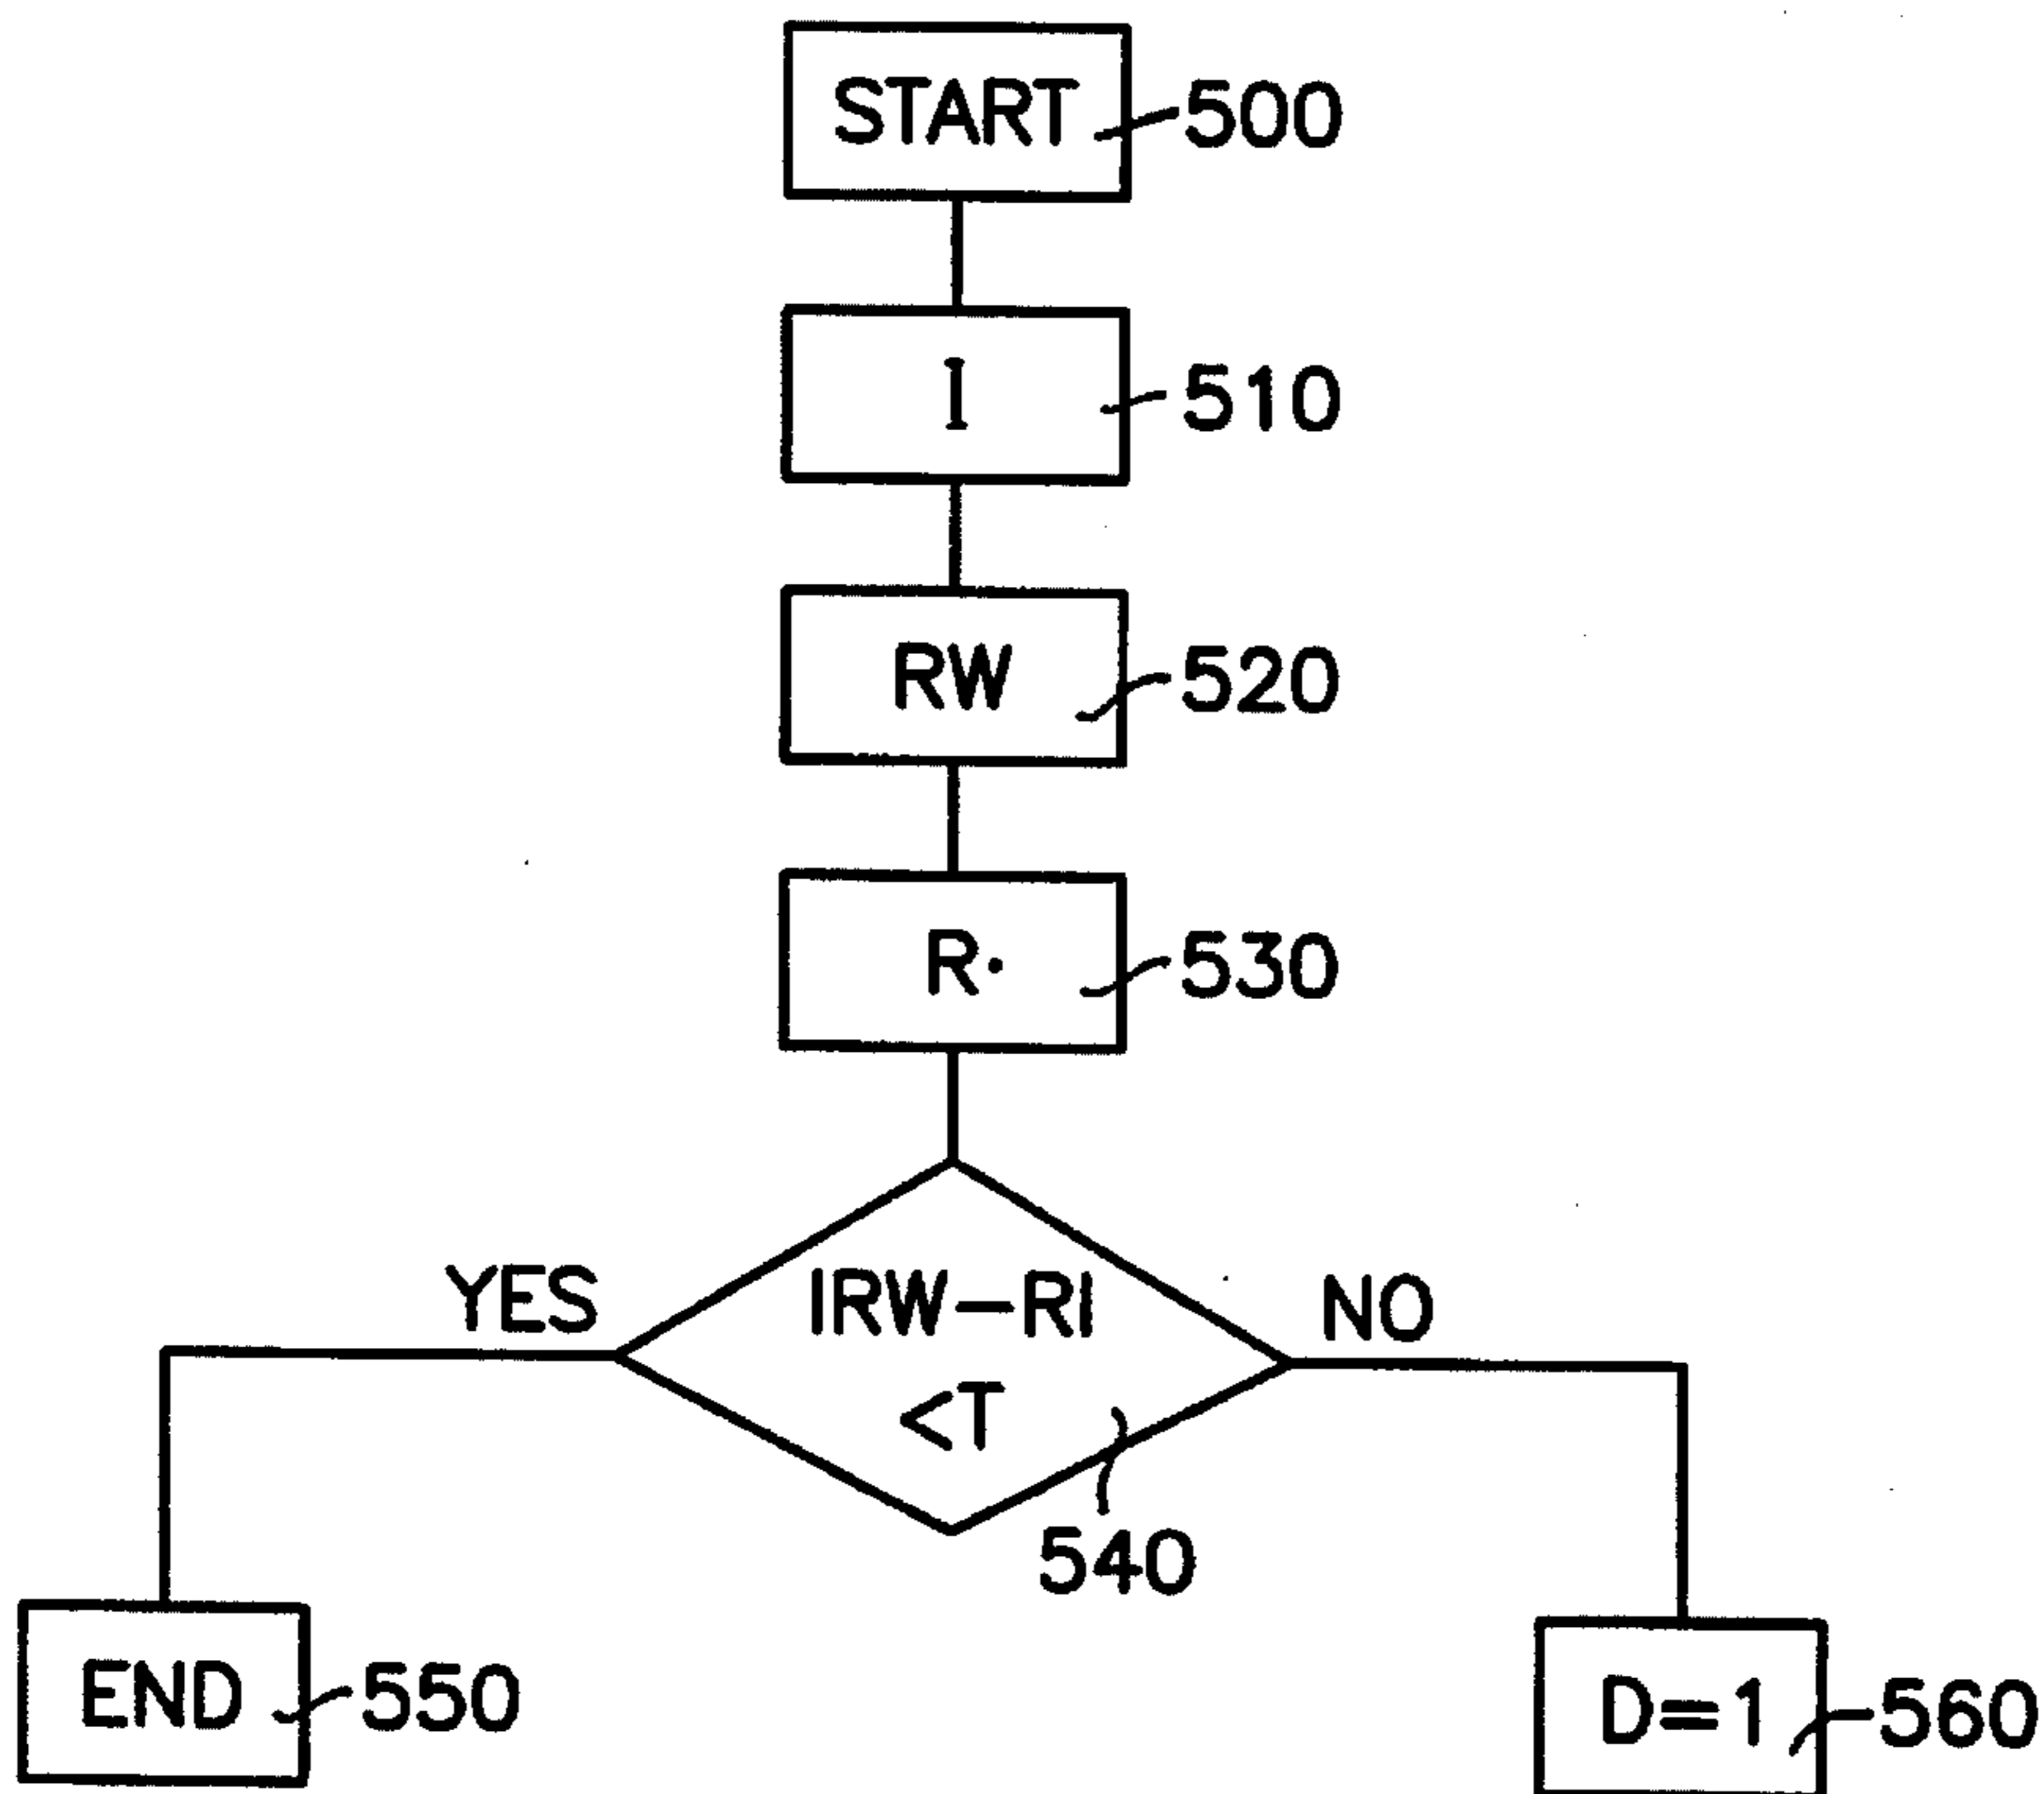 START
500
I
510
RW
520
R·
530
YES
IRW–RI
<T
NO
540
END
550
D=1
560